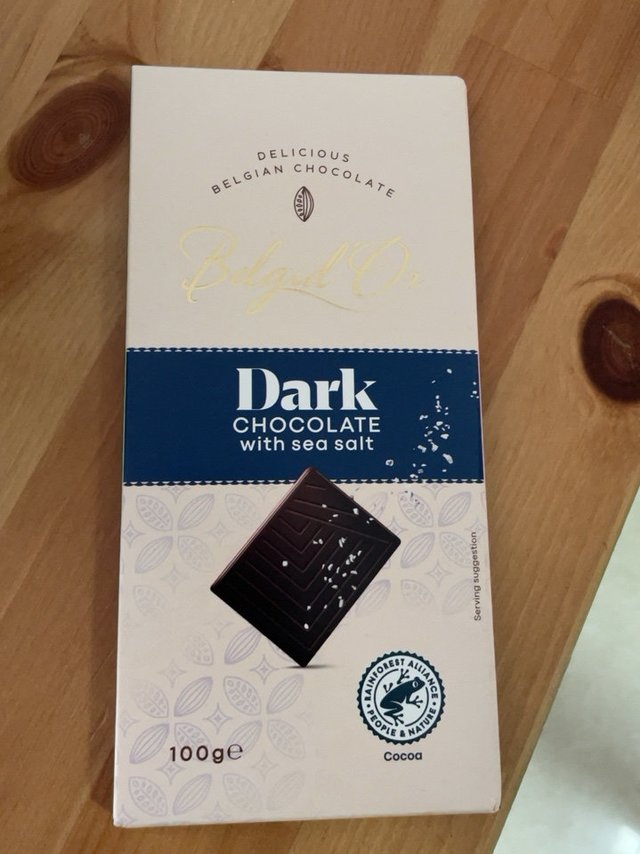 DELICIOUS
BELGIAN CHOCOLATE
Belgid'Or
Dark
CHOCOLATE
with sea salt
Serving suggestion
RAINFOREST ALLIANCE
PEOPLE & NATURE
Cocoa
100g℮